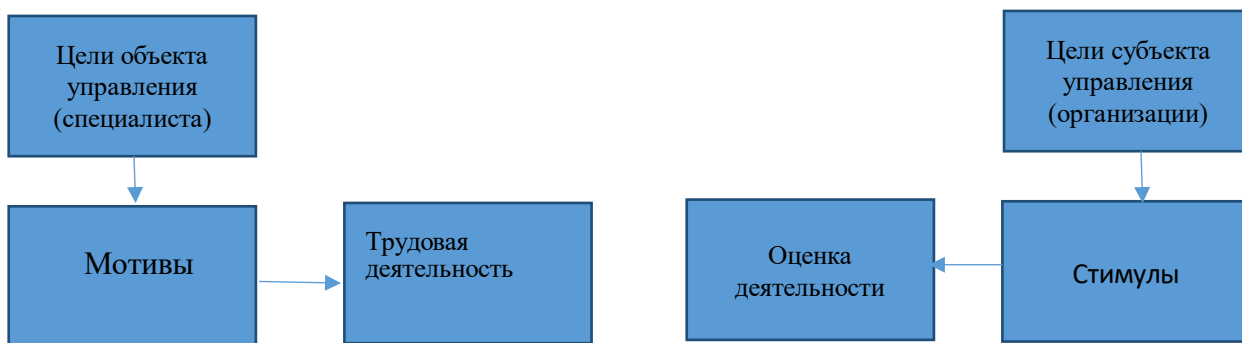 Цели объекта
управления
(специалиста)
Цели субъекта
управления
(организации)
Мотивы
Трудовая
деятельность
Оценка
деятельности
Стимулы